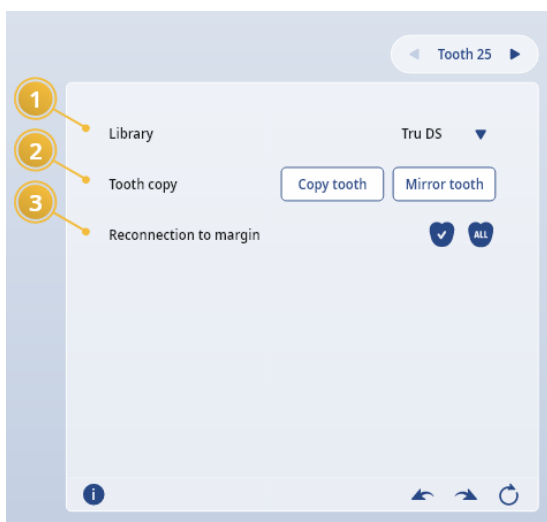 Tooth 25
1
Library
Tru DS
2
Tooth copy
Copy tooth
Mirror tooth
3
Reconnection to margin
ALL
i